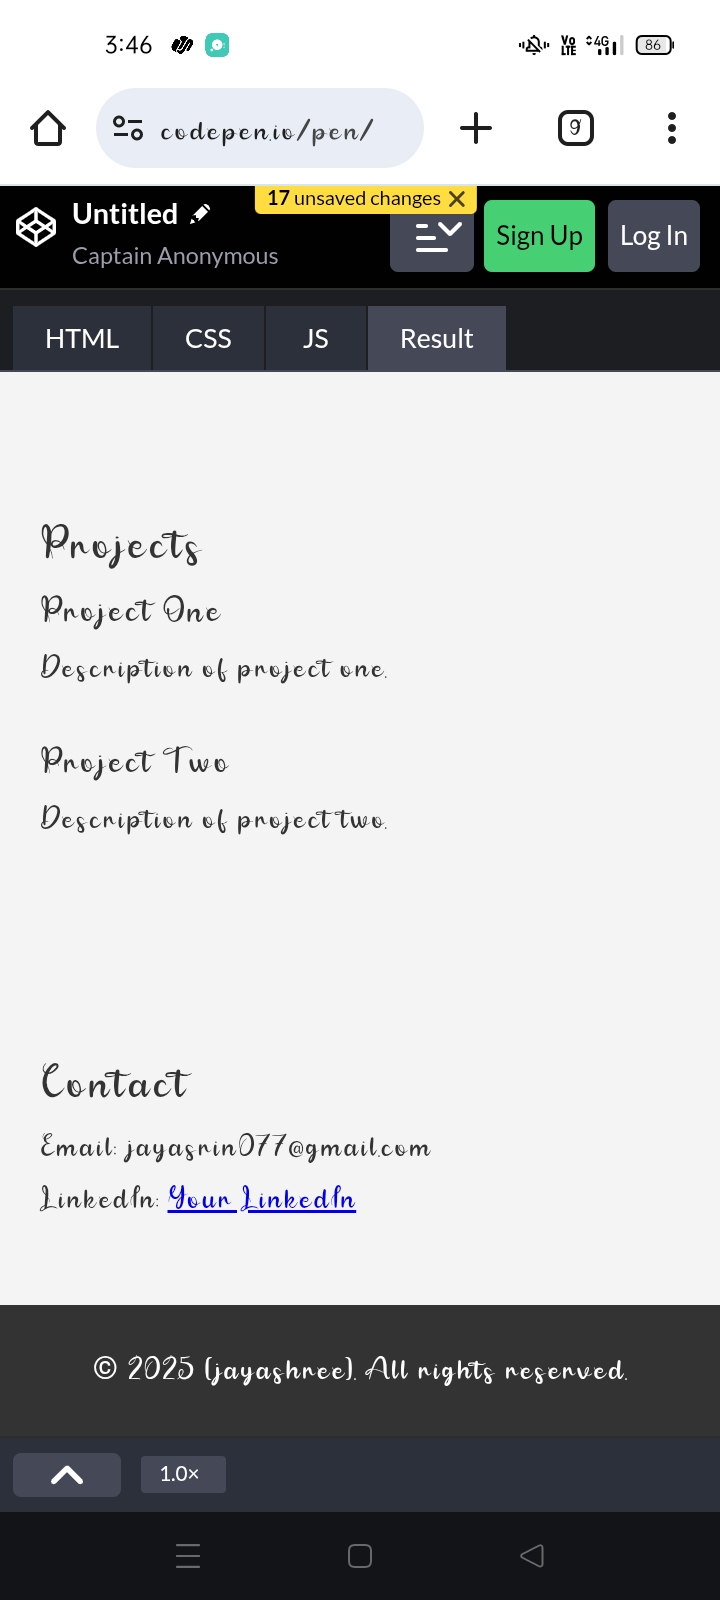 3:46
VoLTE 4G 86
codepen.io/pen/
9
17 unsaved changes
Untitled
Captain Anonymous
Sign Up
Log In
HTML CSS JS Result
Projects
Project One
Description of project one.
Project Two
Description of project two.
Contact
Email: jayasrin077@gmail.com
LinkedIn: Your LinkedIn
© 2025 [jayashree]. All rights reserved.
1.0×